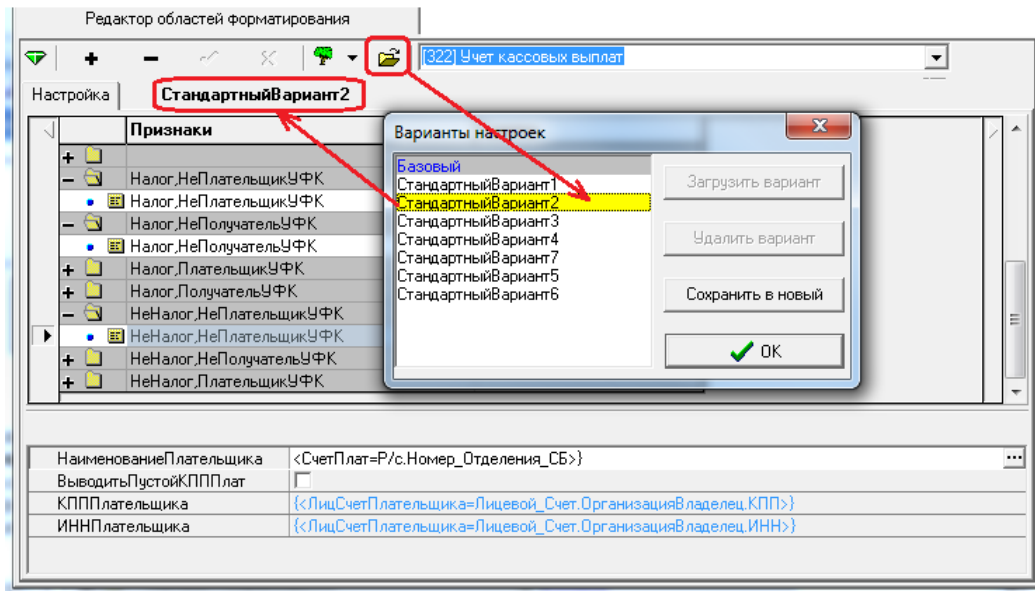 Редактор областей форматирования
[322] Учет кассовых выплат
Настройка
СтандартныйВариант2
Признаки
Налог,НеПлательщикУФК
Налог,НеПлательщикУФК
Налог,НеПолучательУФК
Налог,НеПолучательУФК
Налог,ПлательщикУФК
Налог,ПолучательУФК
НеНалог,НеПлательщикУФК
НеНалог,НеПлательщикУФК
НеНалог,НеПолучательУФК
НеНалог,ПлательщикУФК
Варианты настроек
Базовый
СтандартныйВариант1
СтандартныйВариант2
СтандартныйВариант3
СтандартныйВариант4
СтандартныйВариант7
СтандартныйВариант5
СтандартныйВариант6
Загрузить вариант
Удалить вариант
Сохранить в новый
OK
НаименованиеПлательщика <СчетПлат=Р/с.Номер_Отделения_СБ>}
ВыводитьПустойКПППлат
КПППлательщика {<ЛицСчетПлательщика=Лицевой_Счет.ОрганизацияВладелец.КПП>}
ИННПлательщика {<ЛицСчетПлательщика=Лицевой_Счет.ОрганизацияВладелец.ИНН>}